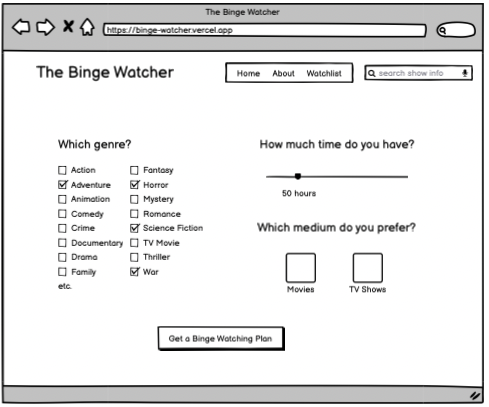 The Binge Watcher
https://binge-watcher.vercel.app
The Binge Watcher
Home About Watchlist
search show info
Which genre?
Action
Adventure
Animation
Comedy
Crime
Documentary
Drama
Family
etc.
Fantasy
Horror
Mystery
Romance
Science Fiction
TV Movie
Thriller
War
How much time do you have?
50 hours
Which medium do you prefer?
Movies TV Shows
Get a Binge Watching Plan